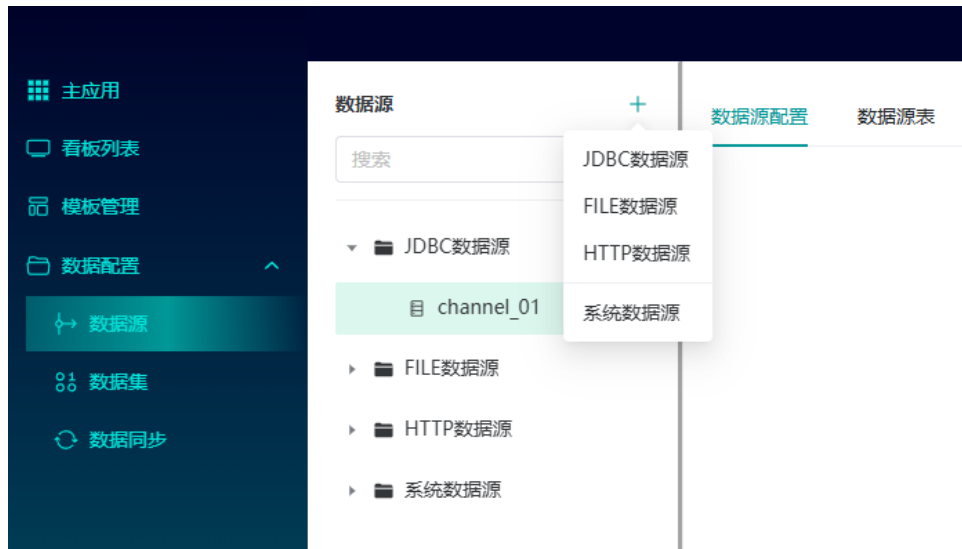 主应用
看板列表
模板管理
数据配置
数据源
数据集
数据同步
数据源
搜索
JDBC数据源
channel_01
FILE数据源
HTTP数据源
系统数据源
JDBC数据源
FILE数据源
HTTP数据源
系统数据源
数据源配置 数据源表